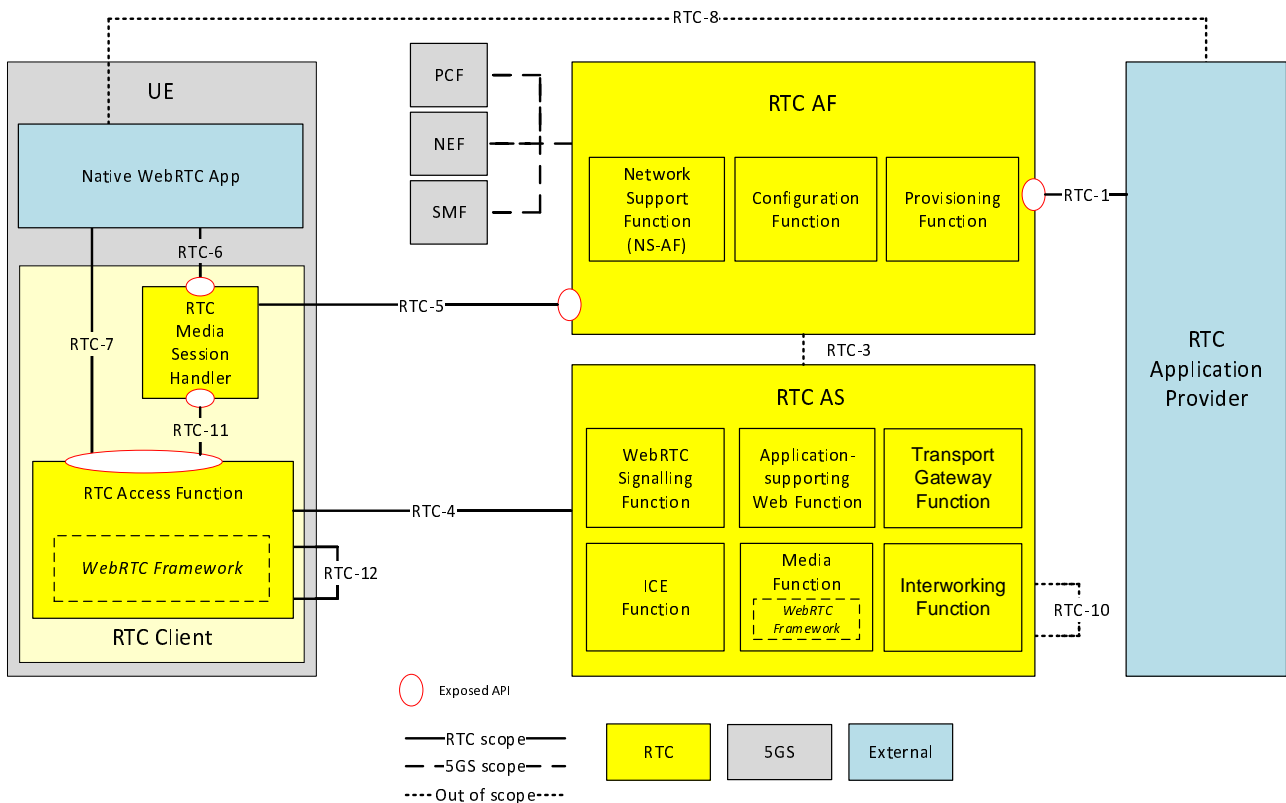 RTC-8
UE
Native WebRTC App
RTC-6
RTC-7
RTC
Media
Session
Handler
RTC-11
RTC Access Function
WebRTC Framework
RTC-12
RTC Client
PCF
NEF
SMF
RTC-5
RTC-4
RTC AF
Network
Support
Function
(NS-AF)
Configuration
Function
Provisioning
Function
RTC-1
RTC-3
RTC AS
WebRTC
Signalling
Function
Application-
supporting
Web Function
Transport
Gateway
Function
ICE
Function
Media
Function
WebRTC
Framework
Interworking
Function
RTC-10
RTC
Application
Provider
Exposed API
RTC scope
5GS scope
Out of scope
RTC
5GS
External